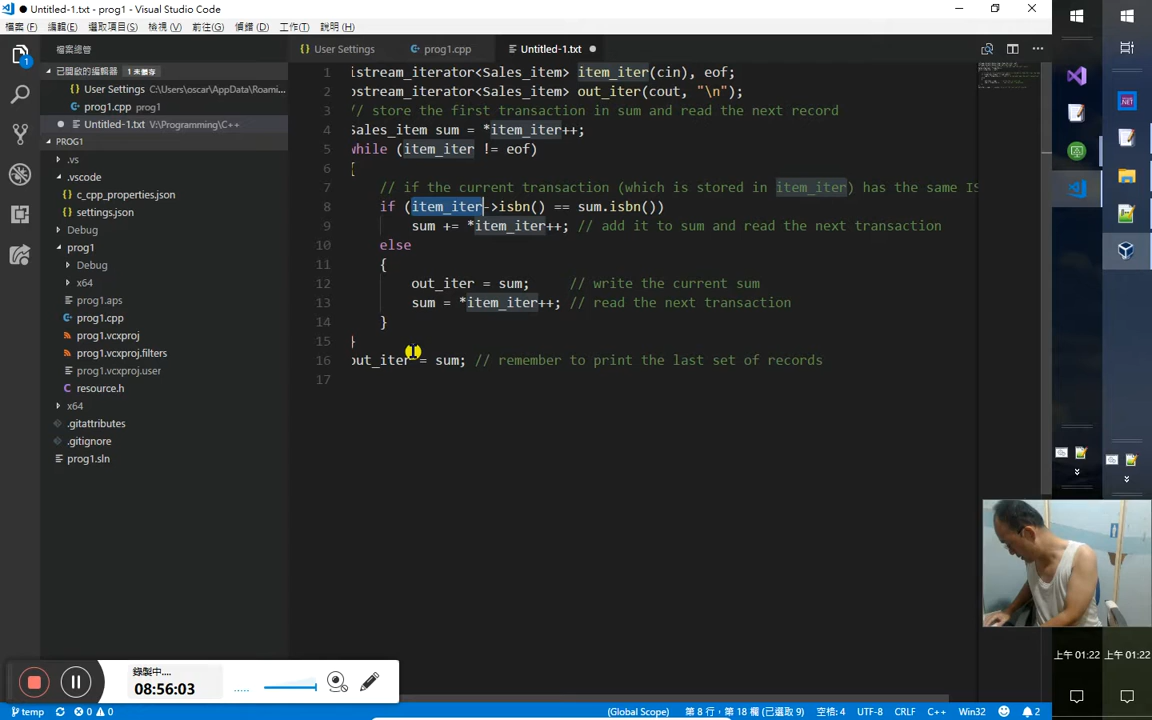 Untitled-1.txt - prog1 - Visual Studio Code
檔案(F) 編輯(E) 選取項目(S) 檢視(V) 前往(G) 偵錯(D) 工作(T) 說明(H)
檔案總管
已開啟的編輯器 1 未儲存
User Settings C:\Users\oscar\AppData\Roami...
prog1.cpp prog1
Untitled-1.txt V:\Programming\C++
PROG1
.vs
.vscode
c_cpp_properties.json
settings.json
Debug
prog1
Debug
x64
prog1.aps
prog1.cpp
prog1.vcxproj
prog1.vcxproj.filters
prog1.vcxproj.user
resource.h
x64
.gitattributes
.gitignore
prog1.sln
User Settings prog1.cpp Untitled-1.txt
1 istream_iterator<Sales_item> item_iter(cin), eof;
2 ostream_iterator<Sales_item> out_iter(cout, "\n");
3 // store the first transaction in sum and read the next record
4 Sales_item sum = *item_iter++;
5 while (item_iter != eof)
6 {
7 // if the current transaction (which is stored in item_iter) has the same IS
8 if (item_iter->isbn() == sum.isbn())
9 sum += *item_iter++; // add it to sum and read the next transaction
10 else
11 {
12 out_iter = sum; // write the current sum
13 sum = *item_iter++; // read the next transaction
14 }
15 }
16 out_iter = sum; // remember to print the last set of records
17
錄製中....
08:56:03
上午 01:22 上午 01:22
temp 0 0 (Global Scope) 第 8 行，第 18 欄 (已選取 9) 空格: 4 UTF-8 CRLF C++ Win32 2